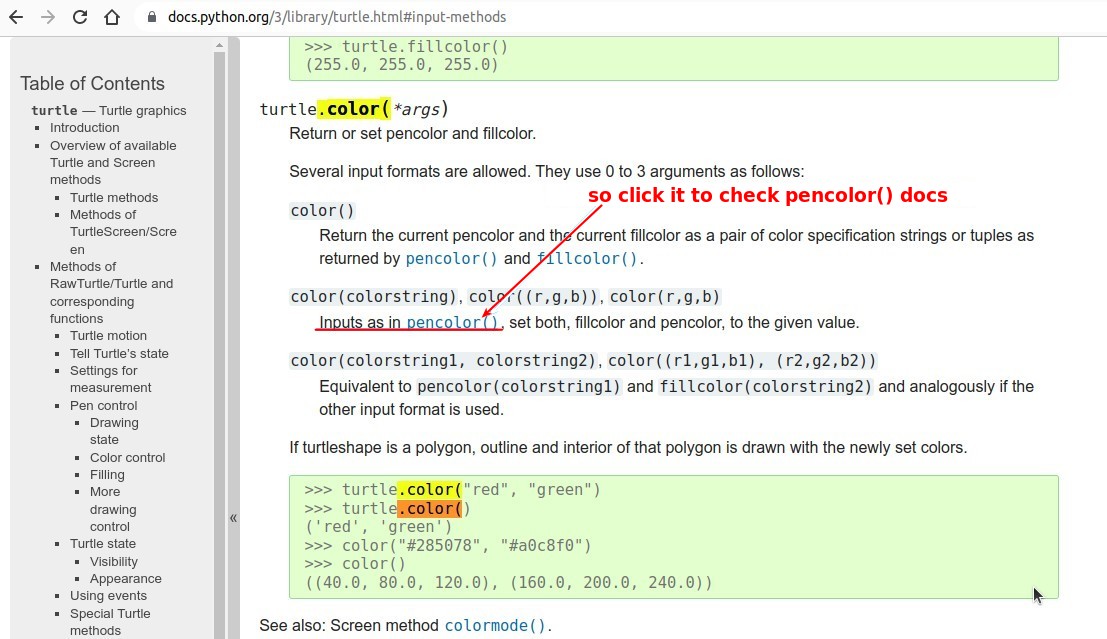 docs.python.org/3/library/turtle.html#input-methods
Table of Contents
turtle — Turtle graphics
Introduction
Overview of available
Turtle and Screen
methods
Turtle methods
Methods of
TurtleScreen/Scre
en
Methods of
RawTurtle/Turtle and
corresponding
functions
Turtle motion
Tell Turtle's state
Settings for
measurement
Pen control
Drawing
state
Color control
Filling
More
drawing
control
Turtle state
Visibility
Appearance
Using events
Special Turtle
methods
«
>>> turtle.fillcolor()
(255.0, 255.0, 255.0)
turtle.color(*args)
Return or set pencolor and fillcolor.
Several input formats are allowed. They use 0 to 3 arguments as follows:
so click it to check pencolor() docs
color()
Return the current pencolor and the current fillcolor as a pair of color specification strings or tuples as
returned by pencolor() and fillcolor().
color(colorstring), color((r,g,b)), color(r,g,b)
Inputs as in pencolor(), set both, fillcolor and pencolor, to the given value.
color(colorstring1, colorstring2), color((r1,g1,b1), (r2,g2,b2))
Equivalent to pencolor(colorstring1) and fillcolor(colorstring2) and analogously if the
other input format is used.
If turtleshape is a polygon, outline and interior of that polygon is drawn with the newly set colors.
>>> turtle.color("red", "green")
>>> turtle.color()
('red', 'green')
>>> color("#285078", "#a0c8f0")
>>> color()
((40.0, 80.0, 120.0), (160.0, 200.0, 240.0))
See also: Screen method colormode().